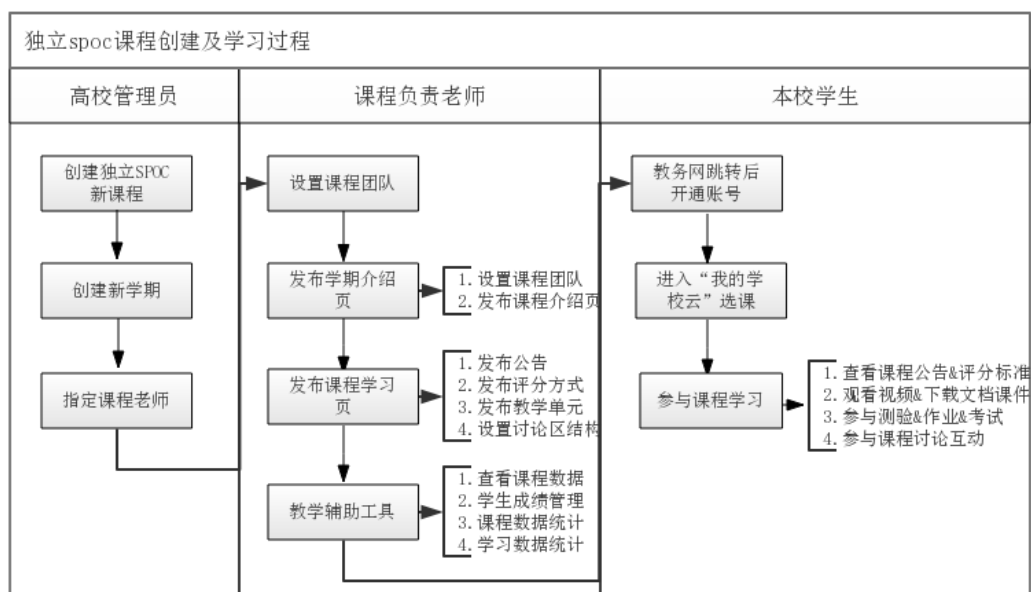 独立spoc课程创建及学习过程
高校管理员
课程负责老师
本校学生
创建独立SPOC
新课程
创建新学期
指定课程老师
设置课程团队
发布学期介绍
页
1. 设置课程团队
2. 发布课程介绍页
发布课程学习
页
1. 发布公告
2. 发布评分方式
3. 发布教学单元
4. 设置讨论区结构
教学辅助工具
1. 查看课程数据
2. 学生成绩管理
3. 课程数据统计
4. 学习数据统计
教务网跳转后
开通账号
进入“我的学
校云”选课
参与课程学习
1. 查看课程公告&评分标准
2. 观看视频&下载文档课件
3. 参与测验&作业&考试
4. 参与课程讨论互动